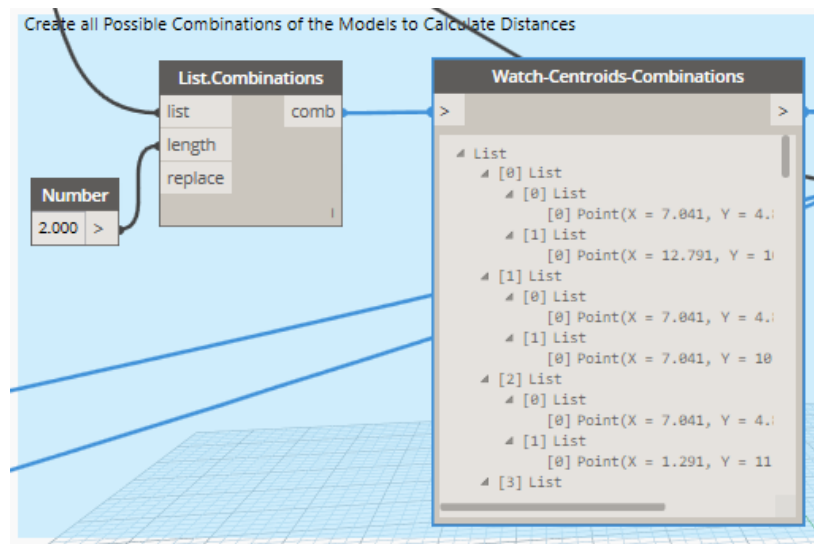 Create all Possible Combinations of the Models to Calculate Distances
List.Combinations
list
comb
length
replace
Number
2.000 >
Watch-Centroids-Combinations
> >
List
[0] List
[0] List
[0] Point(X = 7.041, Y = 4.
[1] List
[0] Point(X = 12.791, Y = 1
[1] List
[0] List
[0] Point(X = 7.041, Y = 4.
[1] List
[0] Point(X = 7.041, Y = 10
[2] List
[0] List
[0] Point(X = 7.041, Y = 4.
[1] List
[0] Point(X = 1.291, Y = 11
[3] List